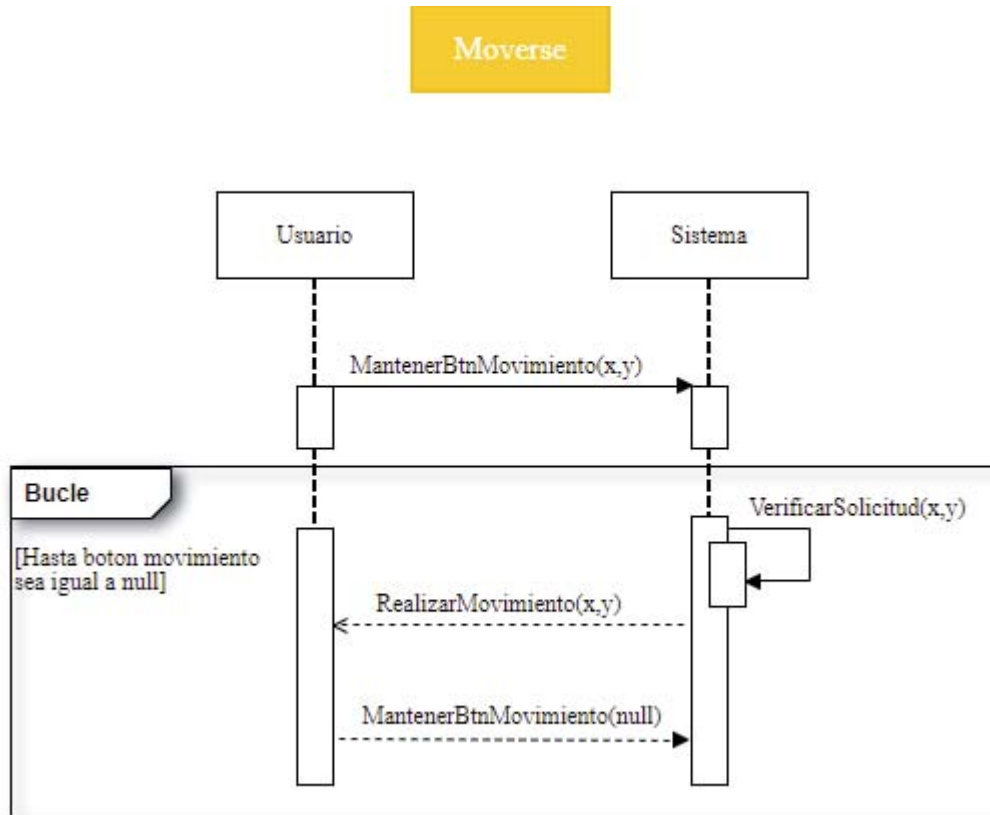 Moverse
Usuario
Sistema
MantenerBtnMovimiento(x,y)
Bucle
VerificarSolicitud(x,y)
[Hasta boton movimiento
sea igual a null]
RealizarMovimiento(x,y)
MantenerBtnMovimiento(null)